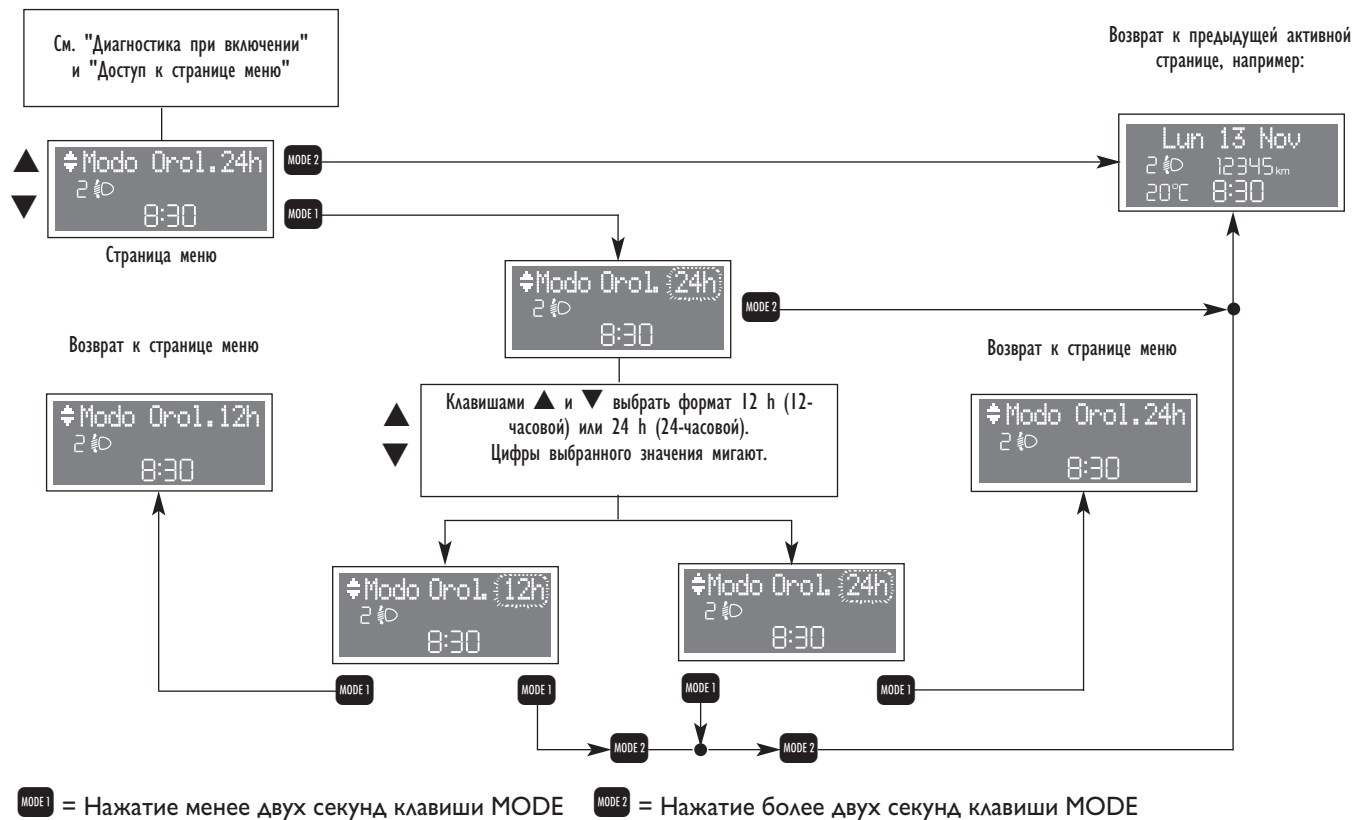 См. "Диагностика при включении"
и "Доступ к странице меню"
Возврат к предыдущей активной
странице, например:
Modo Orol.24h
2
8:30
MODE 2
MODE 1
Lun 13 Nov
2 12345 km
20°C 8:30
Страница меню
Modo Orol. 24h
2
8:30
MODE 2
Возврат к странице меню
Возврат к странице меню
Modo Orol.12h
2
8:30
Клавишами ▲ и ▼ выбрать формат 12 h (12-
часовой) или 24 h (24-часовой).
Цифры выбранного значения мигают.
Modo Orol.24h
2
8:30
Modo Orol. 12h
2
8:30
Modo Orol. 24h
2
8:30
MODE 1
MODE 1
MODE 1
MODE 1
MODE 2
MODE 2
MODE 1 = Нажатие менее двух секунд клавиши MODE MODE 2 = Нажатие более двух секунд клавиши MODE